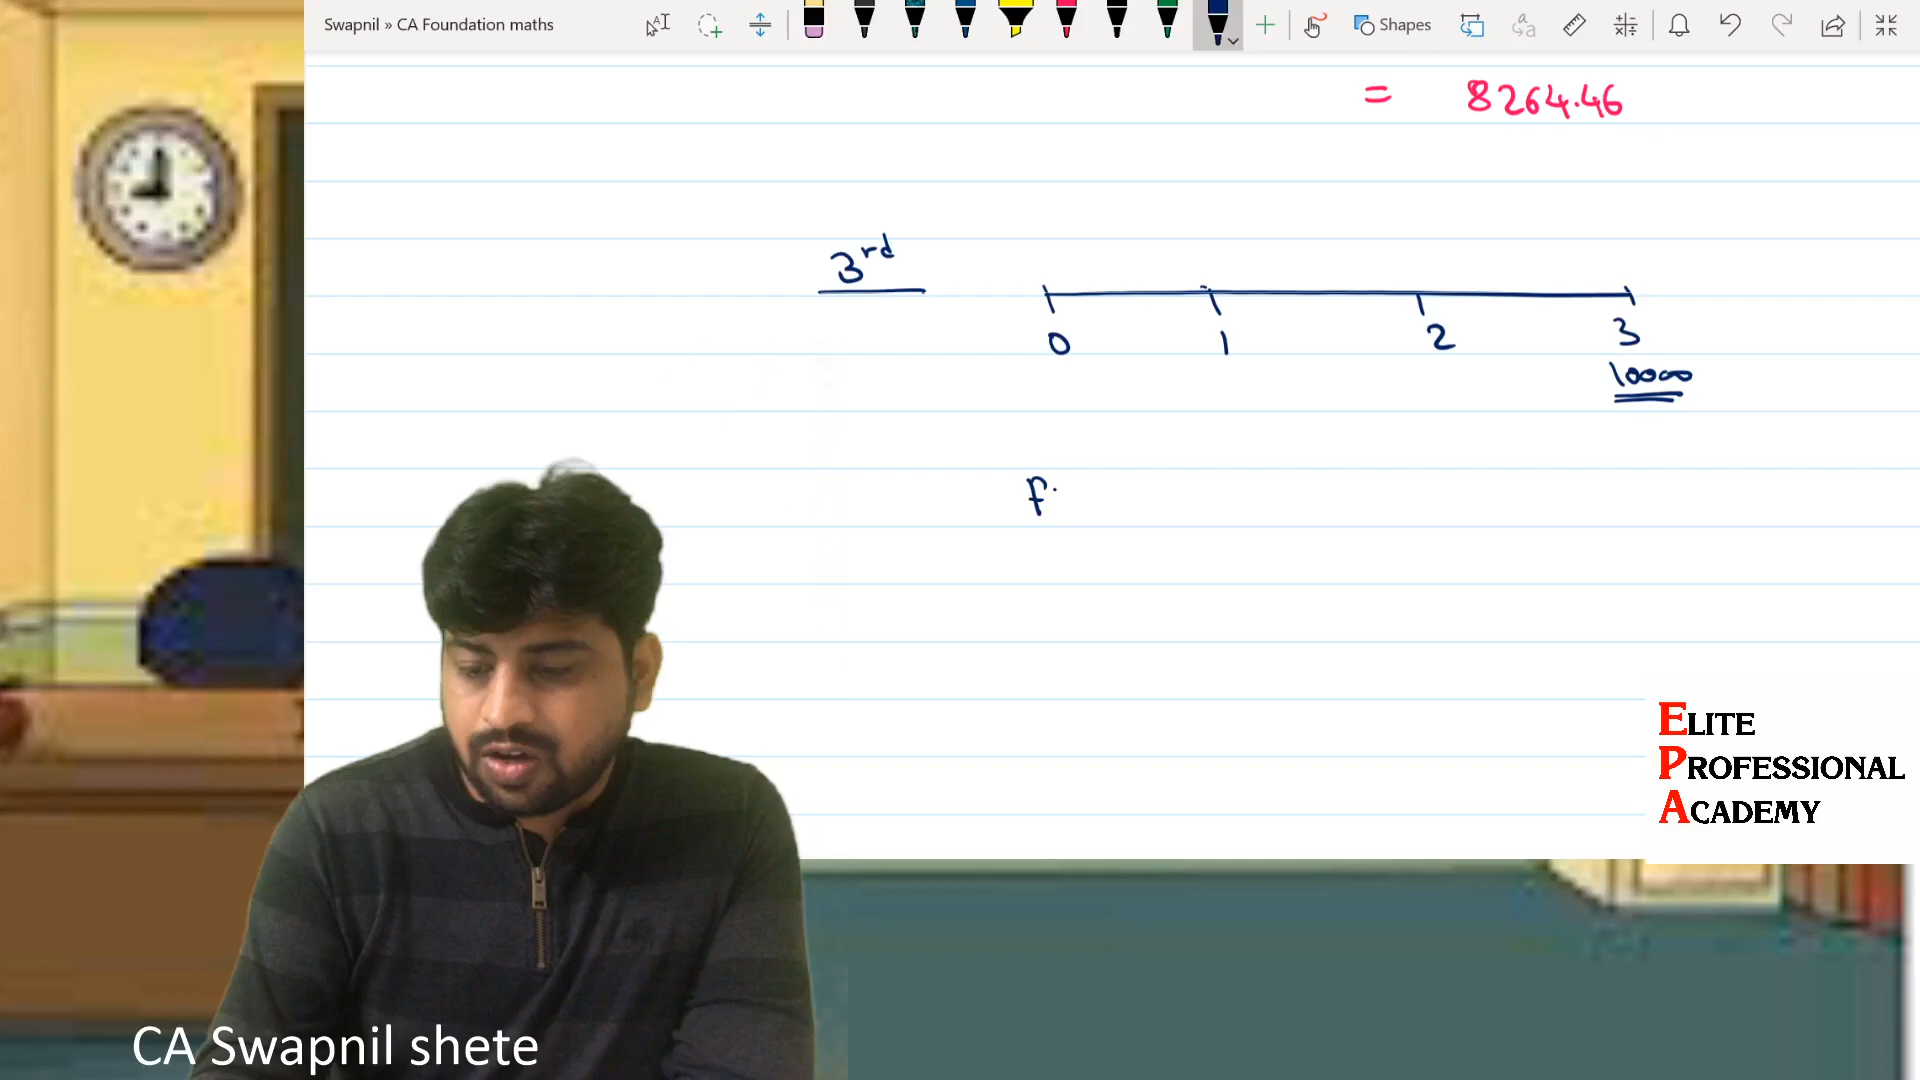 Swapnil » CA Foundation maths
Shapes
= 8264.46
3rd
0 1 2 3
10000
F.
ELITE
PROFESSIONAL
ACADEMY
CA Swapnil shete